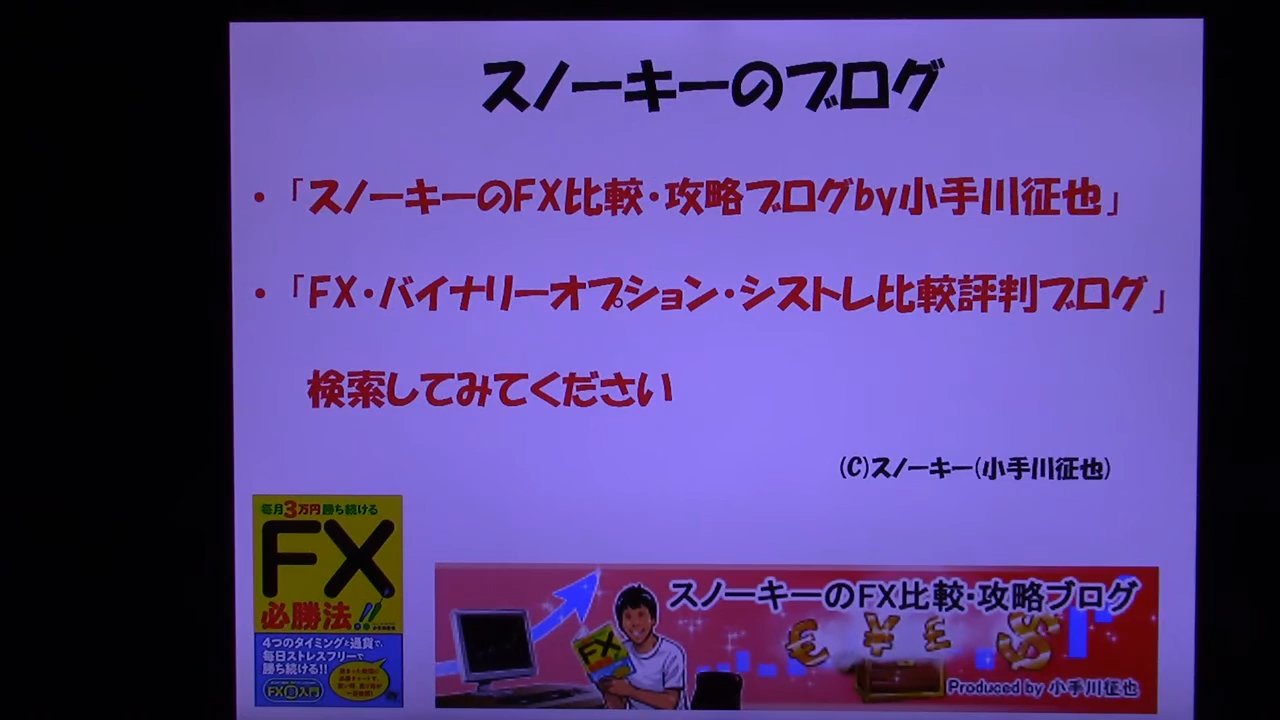 スノーキーのブログ
・「スノーキーのFX比較・攻略ブログby小手川征也」
・「FX・バイナリーオプション・シストレ比較評判ブログ」
検索してみてください
(C)スノーキー(小手川征也)
毎月3万円勝ち続ける
FX
必勝法!!
4つのタイミングと通貨で、
毎日ストレスフリーで
勝ち続ける!!
FX超入門
スノーキーのFX比較・攻略ブログ
FX
€ ¥ £ $
Produced by 小手川征也